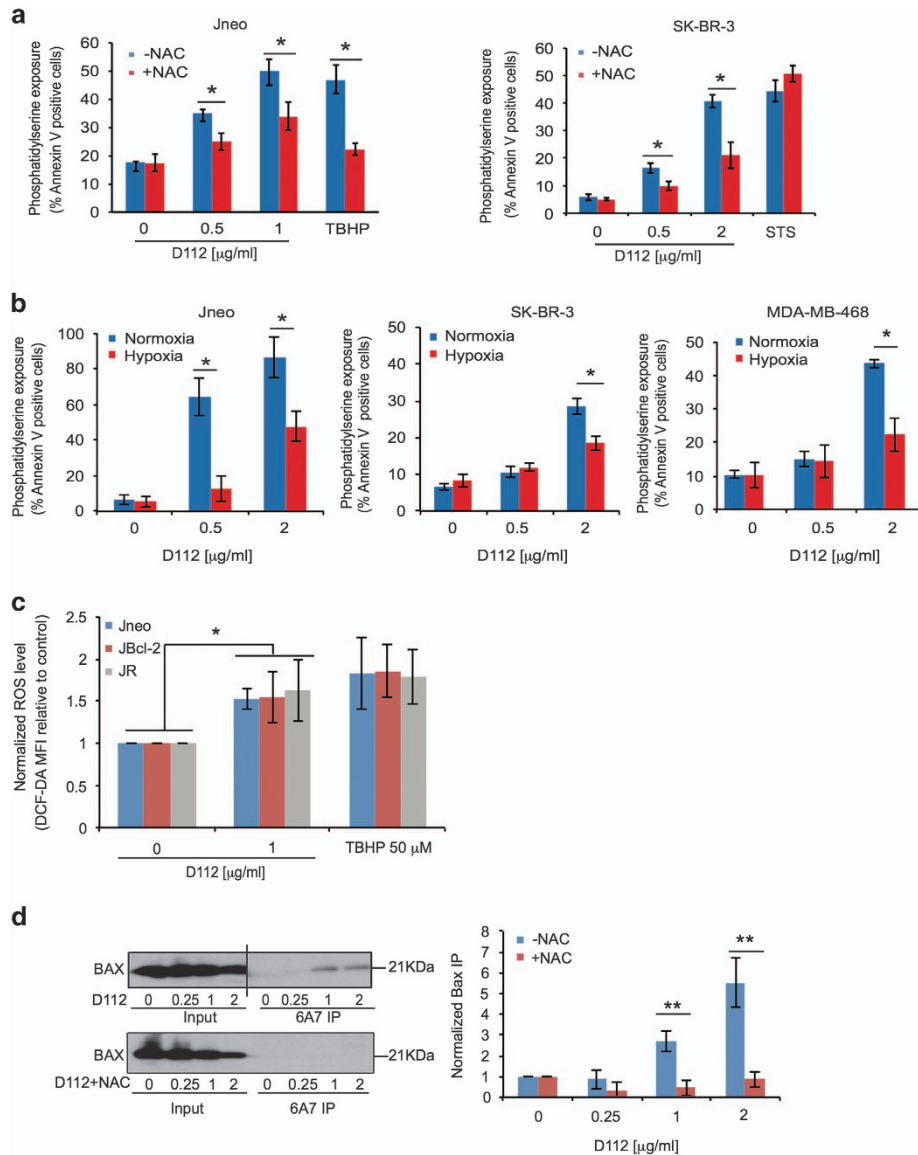 a
Jneo
-NAC
+NAC
Phosphatidylserine exposure
(% Annexin V positive cells)
60
50
40
30
20
10
0
*
*
*
0
0.5
1
TBHP
D112 [µg/ml]
SK-BR-3
-NAC
+NAC
Phosphatidylserine exposure
(% Annexin V positive cells)
60
50
40
30
20
10
0
*
*
0
0.5
2
STS
D112 [µg/ml]
b
Jneo
Normoxia
Hypoxia
Phosphatidylserine exposure
(% Annexin V positive cells)
100
80
60
40
20
0
*
*
0
0.5
2
D112 [µg/ml]
SK-BR-3
Normoxia
Hypoxia
Phosphatidylserine exposure
(% Annexin V positive cells)
50
40
30
20
10
0
*
0
0.5
2
D112 [µg/ml]
MDA-MB-468
Normoxia
Hypoxia
Phosphatidylserine exposure
(% Annexin V positive cells)
50
40
30
20
10
0
*
0
0.5
2
D112 [µg/ml]
c
Jneo
JBcl-2
JR
Normalized ROS level
(DCF-DA MFI relative to control)
2.5
2
1.5
1
0.5
0
*
0
1
TBHP 50 µM
D112 [µg/ml]
d
BAX
21KDa
D112 0 0.25 1 2 0 0.25 1 2
Input 6A7 IP
BAX
21KDa
D112+NAC 0 0.25 1 2 0 0.25 1 2
Input 6A7 IP
-NAC
+NAC
Normalized Bax IP
8
7
6
5
4
3
2
1
0
**
**
0
0.25
1
2
D112 [µg/ml]